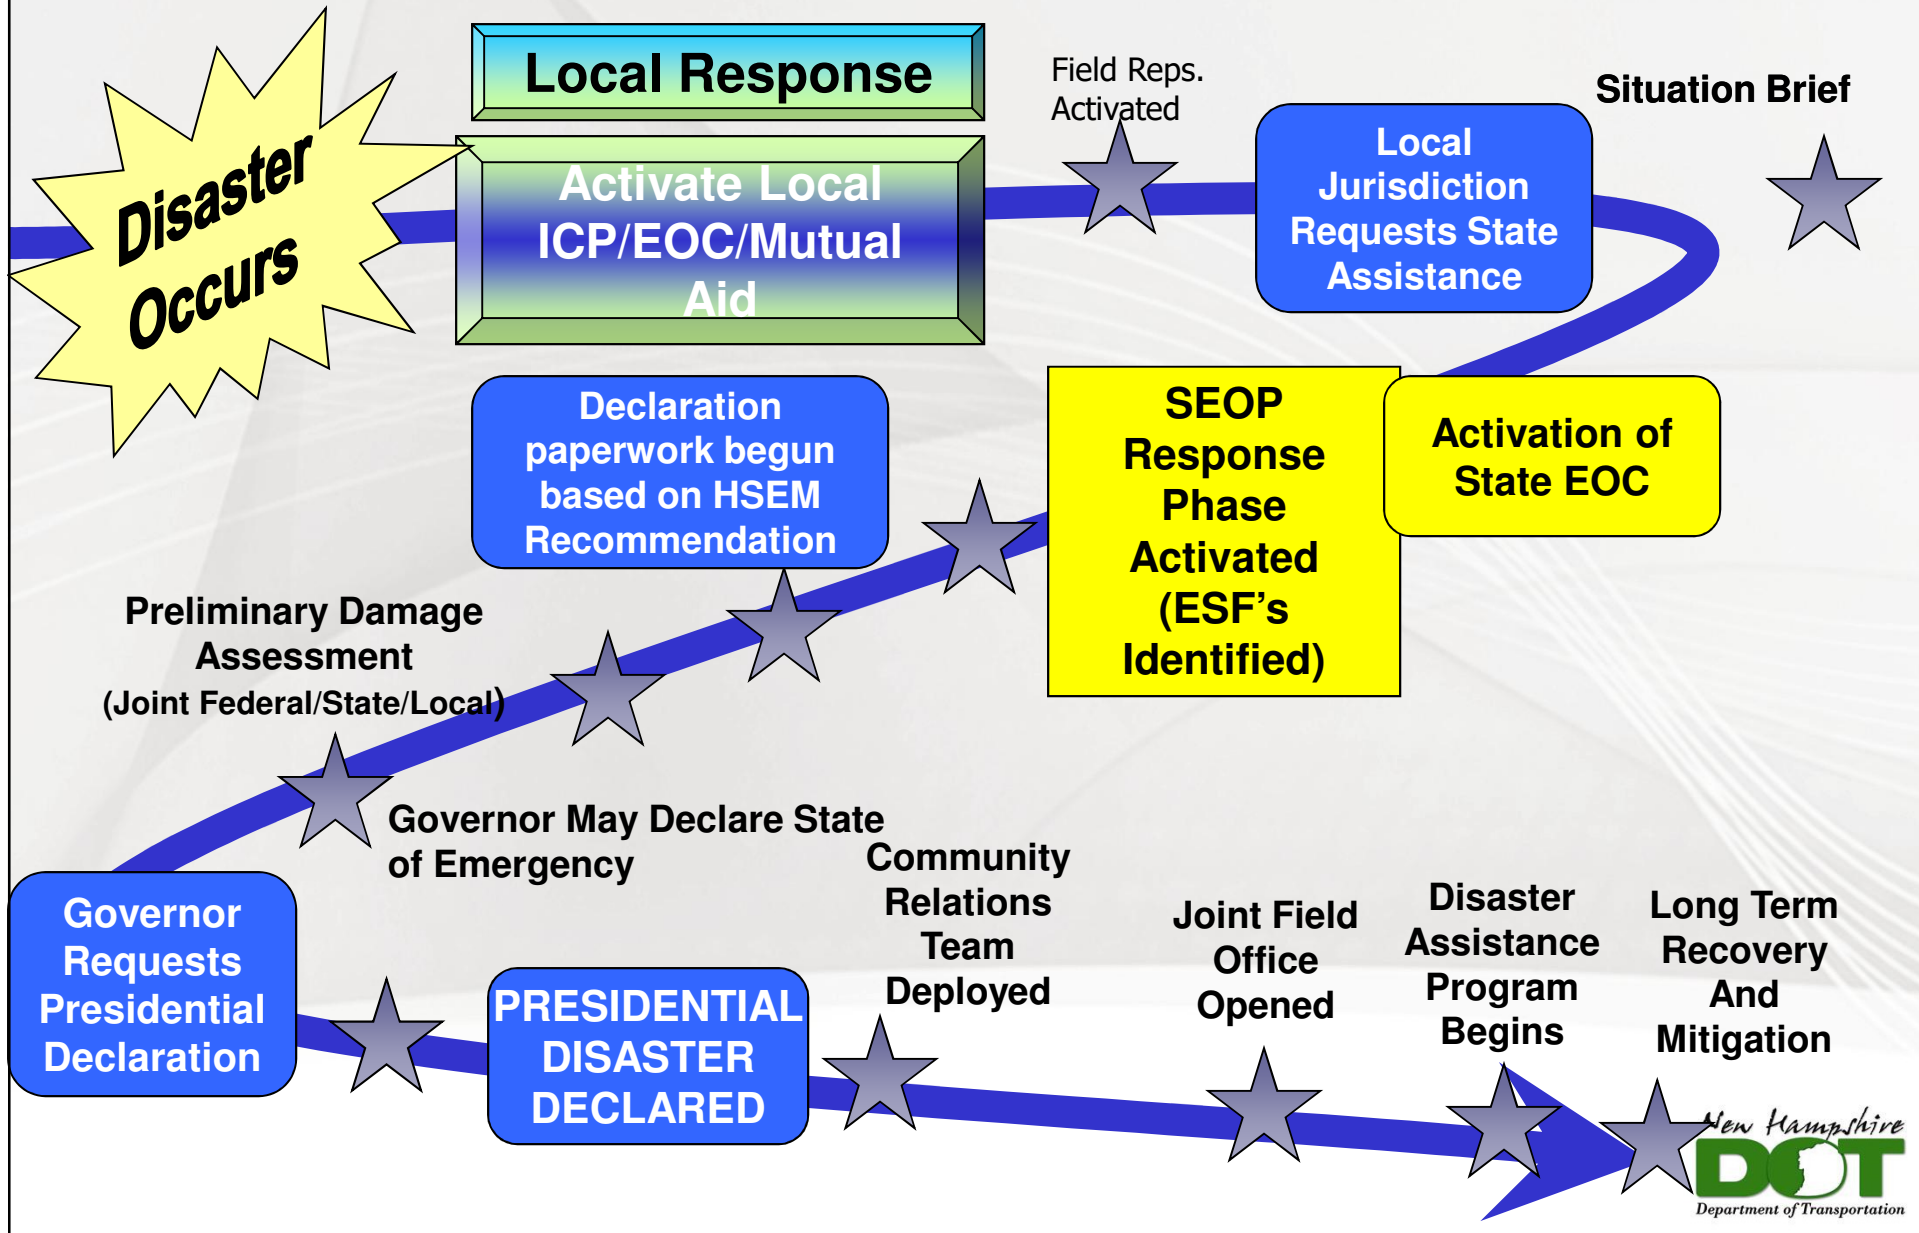 Disaster
Occurs
Local Response
Activate Local
ICP/EOC/Mutual
Aid
Field Reps.
Activated
Local
Jurisdiction
Requests State
Assistance
Situation Brief
Activation of
State EOC
SEOP
Response
Phase
Activated
(ESF's
Identified)
Declaration
paperwork begun
based on HSEM
Recommendation
Preliminary Damage
Assessment
(Joint Federal/State/Local)
Governor May Declare State
of Emergency
Governor
Requests
Presidential
Declaration
PRESIDENTIAL
DISASTER
DECLARED
Community
Relations
Team
Deployed
Joint Field
Office
Opened
Disaster
Assistance
Program
Begins
Long Term
Recovery
And
Mitigation
New Hampshire
DOT
Department of Transportation